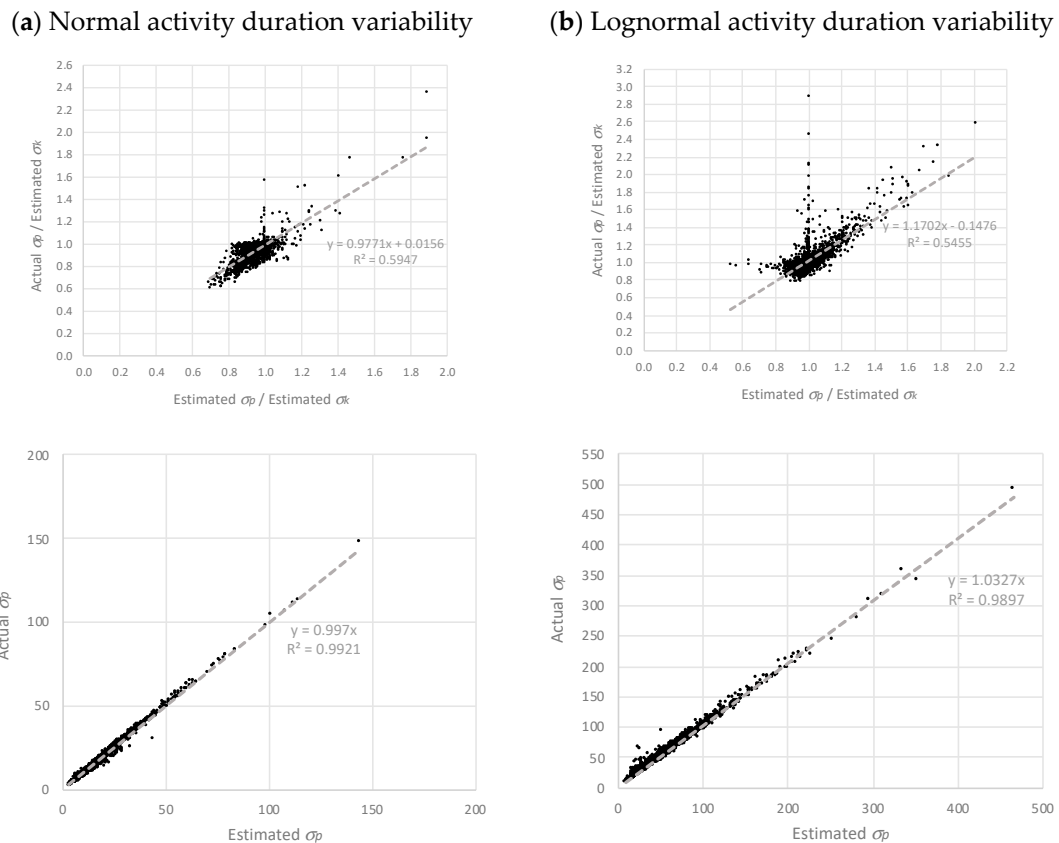 (a) Normal activity duration variability
(b) Lognormal activity duration variability
2.6
2.4
2.2
2.0
1.8
1.6
1.4
1.2
1.0
0.8
0.6
0.4
0.2
0.0
Actual σp / Estimated σk
y = 0.9771x + 0.0156
R² = 0.5947
0.0 0.2 0.4 0.6 0.8 1.0 1.2 1.4 1.6 1.8 2.0
Estimated σp / Estimated σk
3.2
3.0
2.8
2.6
2.4
2.2
2.0
1.8
1.6
1.4
1.2
1.0
0.8
0.6
0.4
0.2
0.0
Actual σp / Estimated σk
y = 1.1702x - 0.1476
R² = 0.5455
0.0 0.2 0.4 0.6 0.8 1.0 1.2 1.4 1.6 1.8 2.0 2.2
Estimated σp / Estimated σk
200
150
100
50
0
Actual σp
y = 0.997x
R² = 0.9921
0 50 100 150 200
Estimated σp
550
500
450
400
350
300
250
200
150
100
50
0
Actual σp
y = 1.0327x
R² = 0.9897
0 100 200 300 400 500
Estimated σp